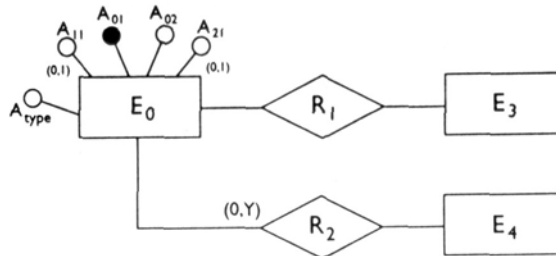 A01
A02
A11
A21
(0,1)
(0,1)
Atype
E0
R1
E3
(0,Y)
R2
E4